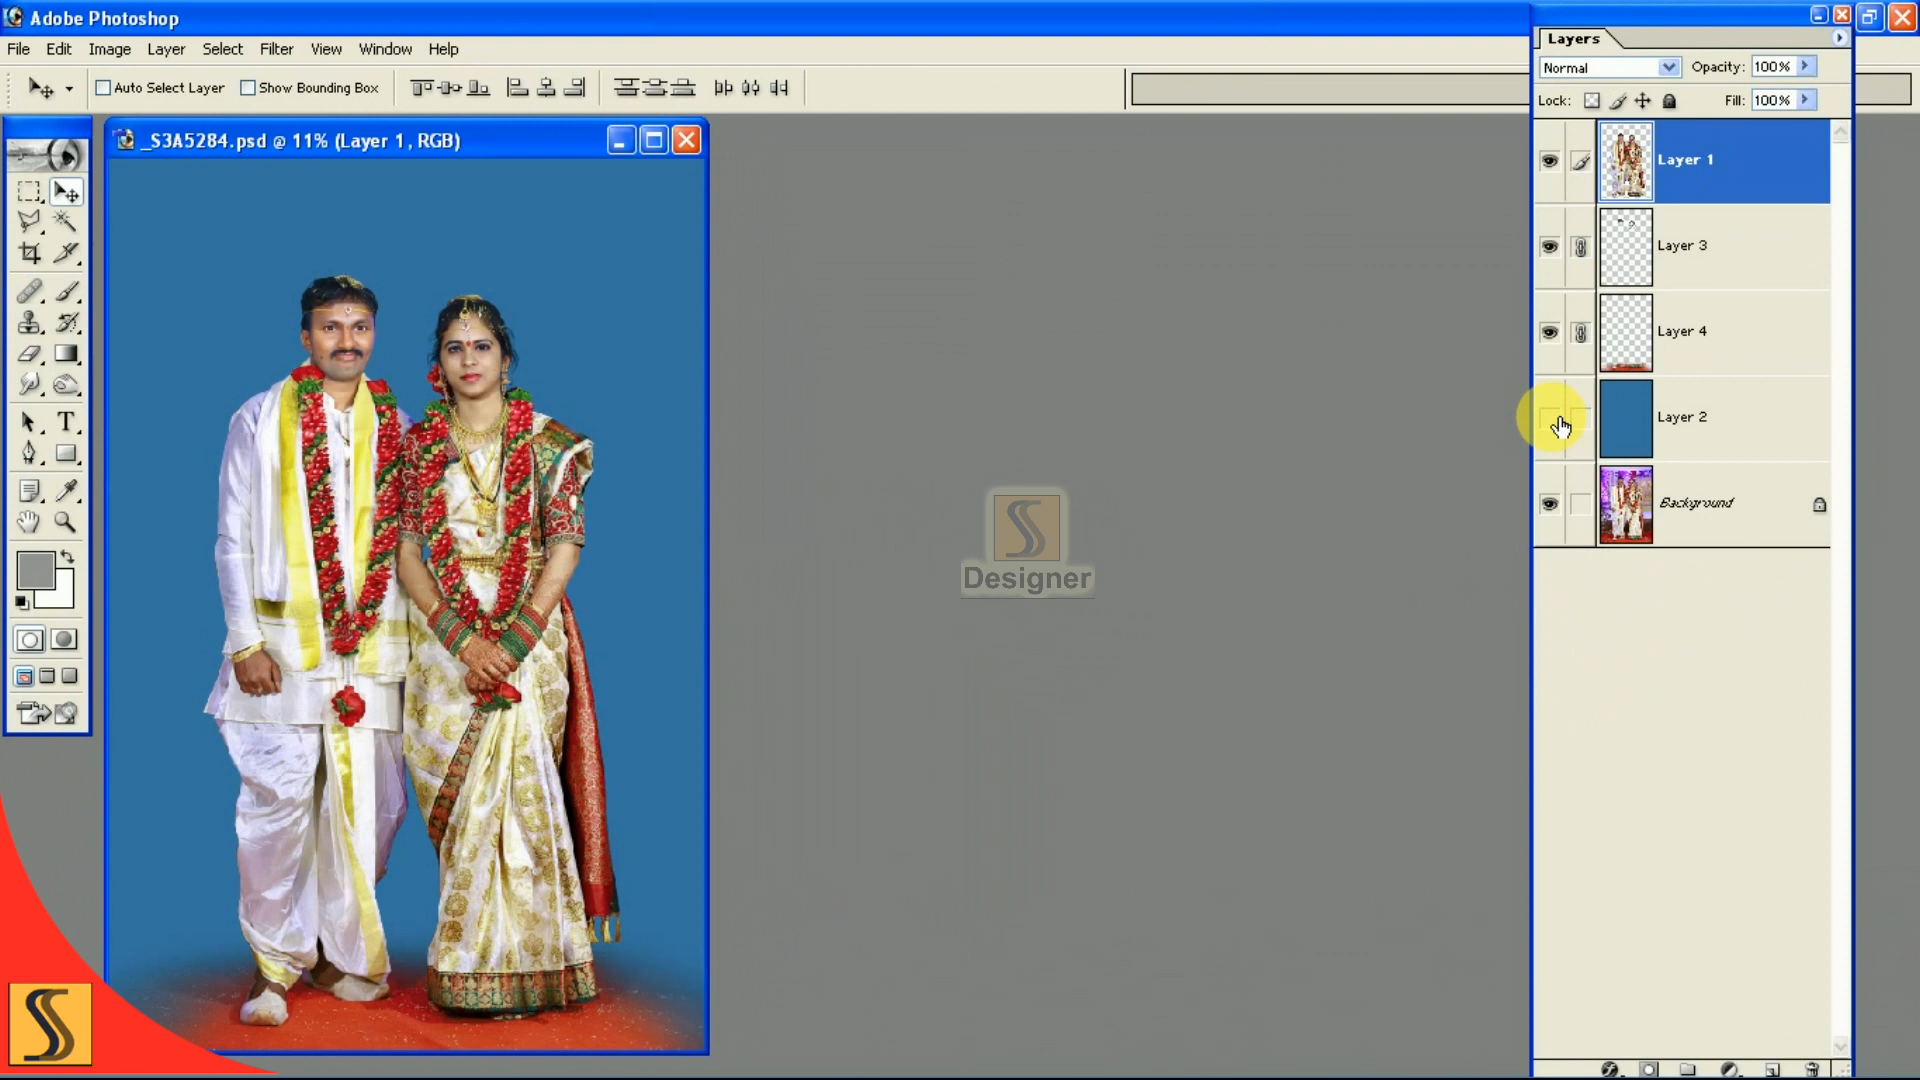 Adobe Photoshop
File Edit Image Layer Select Filter View Window Help
Auto Select Layer Show Bounding Box
_S3A5284.psd @ 11% (Layer 1, RGB)
T
Designer
Layers
Normal Opacity: 100%
Lock: Fill: 100%
Layer 1
Layer 3
Layer 4
Layer 2
Background